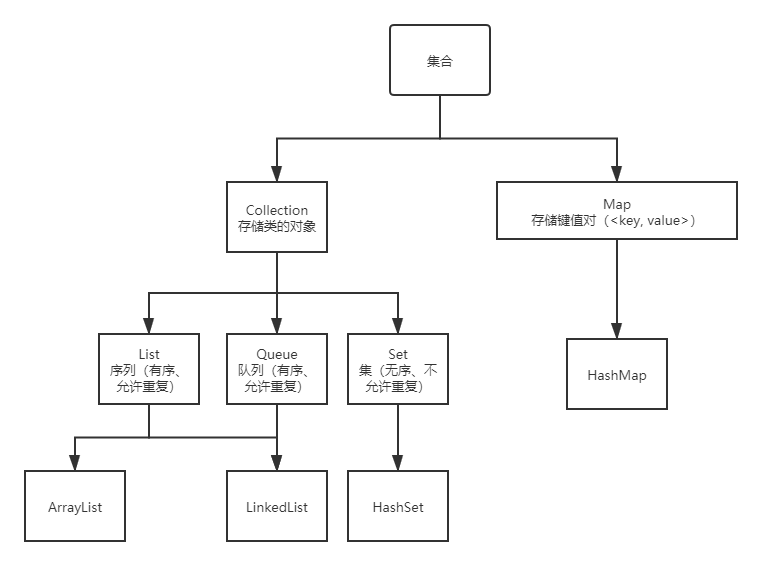 集合
Collection
存储类的对象
Map
存储键值对（<key, value>）
List
序列（有序、
允许重复）
Queue
队列（有序、
允许重复）
Set
集（无序、不
允许重复）
HashMap
ArrayList
LinkedList
HashSet